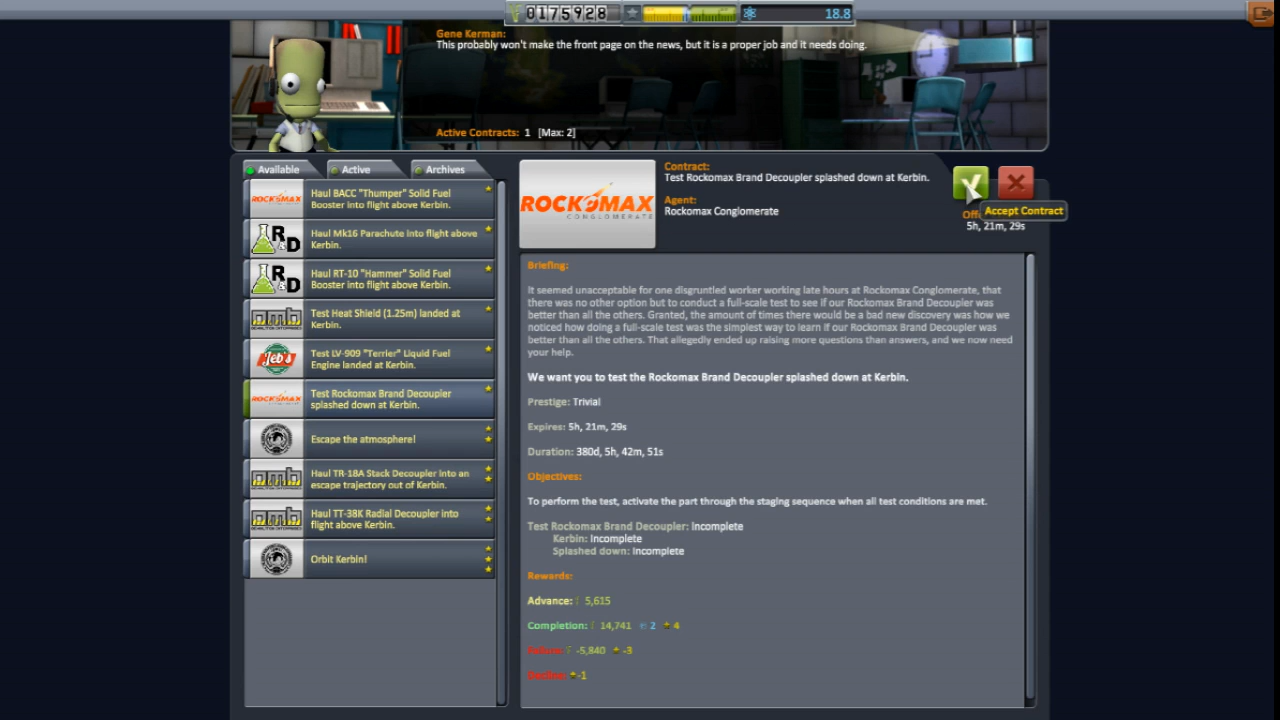 0175928
18.8
Gene Kerman:
This probably won't make the front page on the news, but it is a proper job and it needs doing.
Active Contracts: 1 [Max: 2]
Available
Active
Archives
ROCKOMAX
Haul BACC "Thumper" Solid Fuel
Booster into flight above Kerbin.
R&D
Haul Mk16 Parachute into flight above
Kerbin.
R&D
Haul RT-10 "Hammer" Solid Fuel
Booster into flight above Kerbin.
Test Heat Shield (1.25m) landed at
Kerbin.
Jeb's
Test LV-909 "Terrier" Liquid Fuel
Engine landed at Kerbin.
ROCKOMAX
Test Rockomax Brand Decoupler
splashed down at Kerbin.
Escape the atmosphere!
Haul TR-18A Stack Decoupler into an
escape trajectory out of Kerbin.
Haul TT-38K Radial Decoupler into
flight above Kerbin.
Orbit Kerbin!
ROCKOMAX
CONGLOMERATE
Contract:
Test Rockomax Brand Decoupler splashed down at Kerbin.
Agent:
Rockomax Conglomerate
Accept Contract
5h, 21m, 29s
Briefing:
It seemed unacceptable for one disgruntled worker working late hours at Rockomax Conglomerate, that
there was no other option but to conduct a full-scale test to see if our Rockomax Brand Decoupler was
better than all the others. Granted, the amount of times there would be a bad new discovery was how we
noticed how doing a full-scale test was the simplest way to learn if our Rockomax Brand Decoupler was
better than all the others. That allegedly ended up raising more questions than answers, and we now need
your help.
We want you to test the Rockomax Brand Decoupler splashed down at Kerbin.
Prestige: Trivial
Expires: 5h, 21m, 29s
Duration: 380d, 5h, 42m, 51s
Objectives:
To perform the test, activate the part through the staging sequence when all test conditions are met.
Test Rockomax Brand Decoupler: Incomplete
Kerbin: Incomplete
Splashed down: Incomplete
Rewards:
Advance: 5,615
Completion: 14,741 2 4
Failure: -5,840 -3
Decline: -1